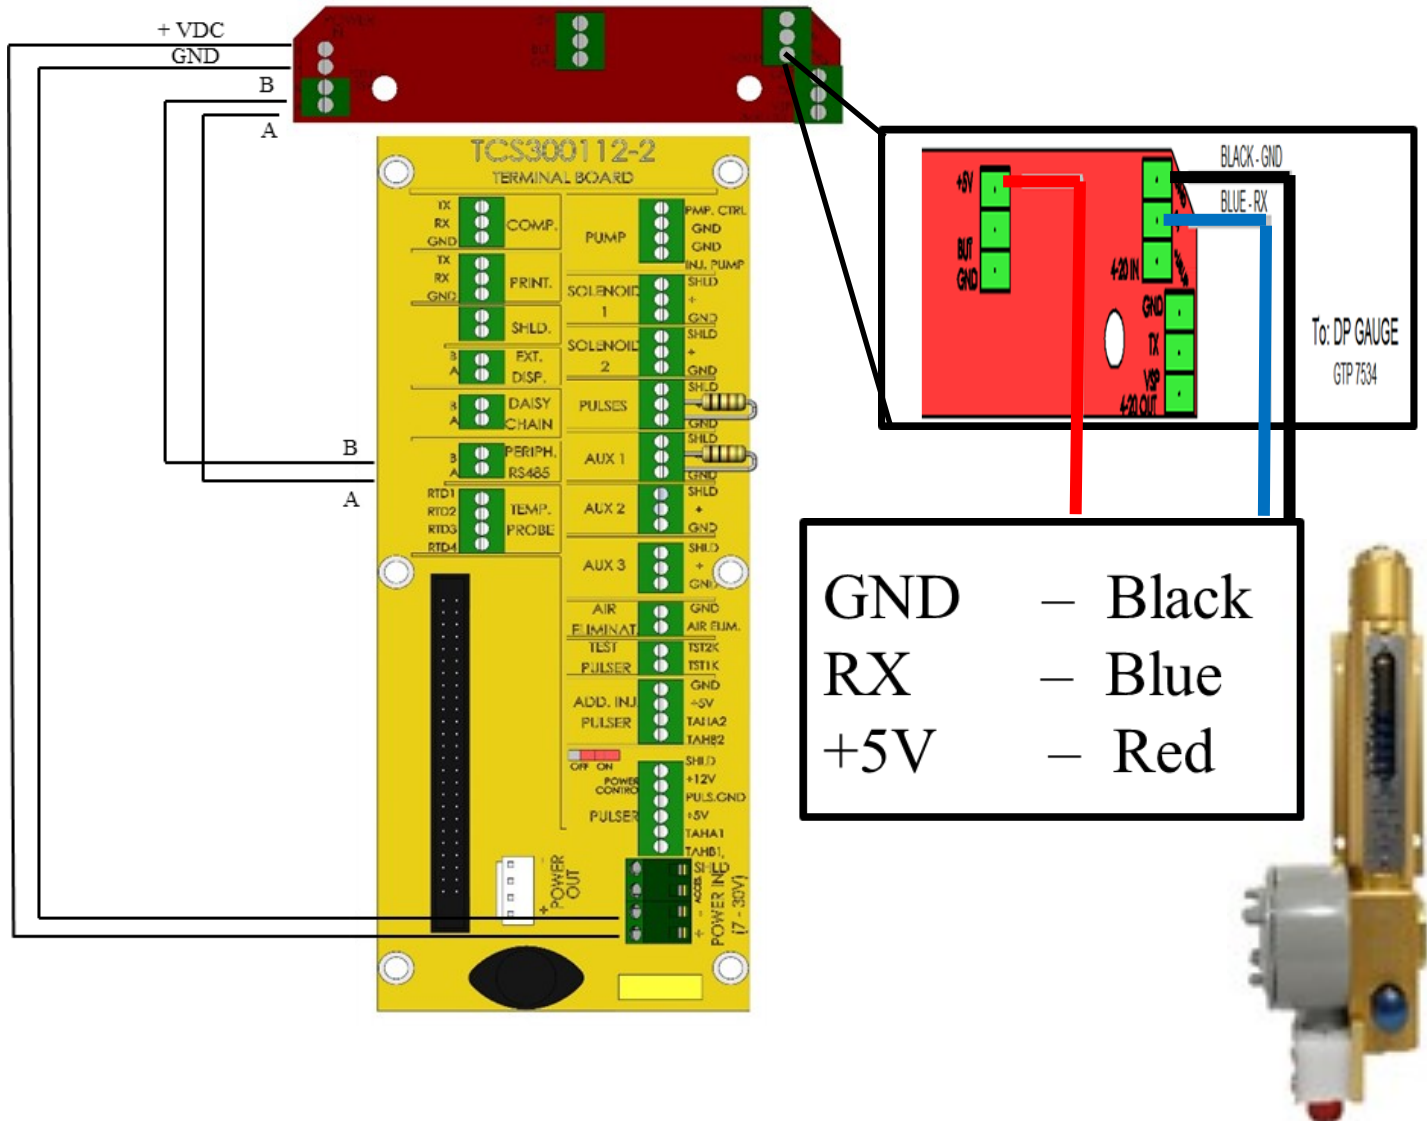 + VDC
GND
B
A
B
A
POWER
TCS300112-2
TERMINAL BOARD
TX
RX
GND
COMP.
TX
RX
GND
PRINT.
SHLD.
B
A
EXT.
DISP.
B
A
DAISY
CHAIN
B
A
PERIPH.
RS485
RTD1
RTD2
RTD3
RTD4
TEMP.
PROBE
PUMP
PMP. CTRL
GND
GND
INJ. PUMP
SOLENOID
1
SHLD
+
GND
SOLENOID
2
SHLD
+
GND
PULSES
SHLD
GND
AUX 1
SHLD
GND
AUX 2
SHLD
+
GND
AUX 3
SHLD
+
GND
AIR
ELIMINAT.
GND
AIR ELIM.
TEST
PULSER
TST2K
TST1K
ADD. INJ.
PULSER
GND
+5V
TAHA2
TAHB2
OFF ON
POWER
CONTROL
PULSER
SHLD
+12V
PULS.GND
+5V
TAHA1
TAHB1
SHLD
ACCES.
-
+
POWER IN
(7 - 30V)
-
+
POWER
OUT
+5V
BUT
GND
4-20 IN
GND
TX
VSP
4-20 OUT
BLACK - GND
BLUE - RX
To: DP GAUGE
GTP 7534
GND – Black
RX – Blue
+5V – Red